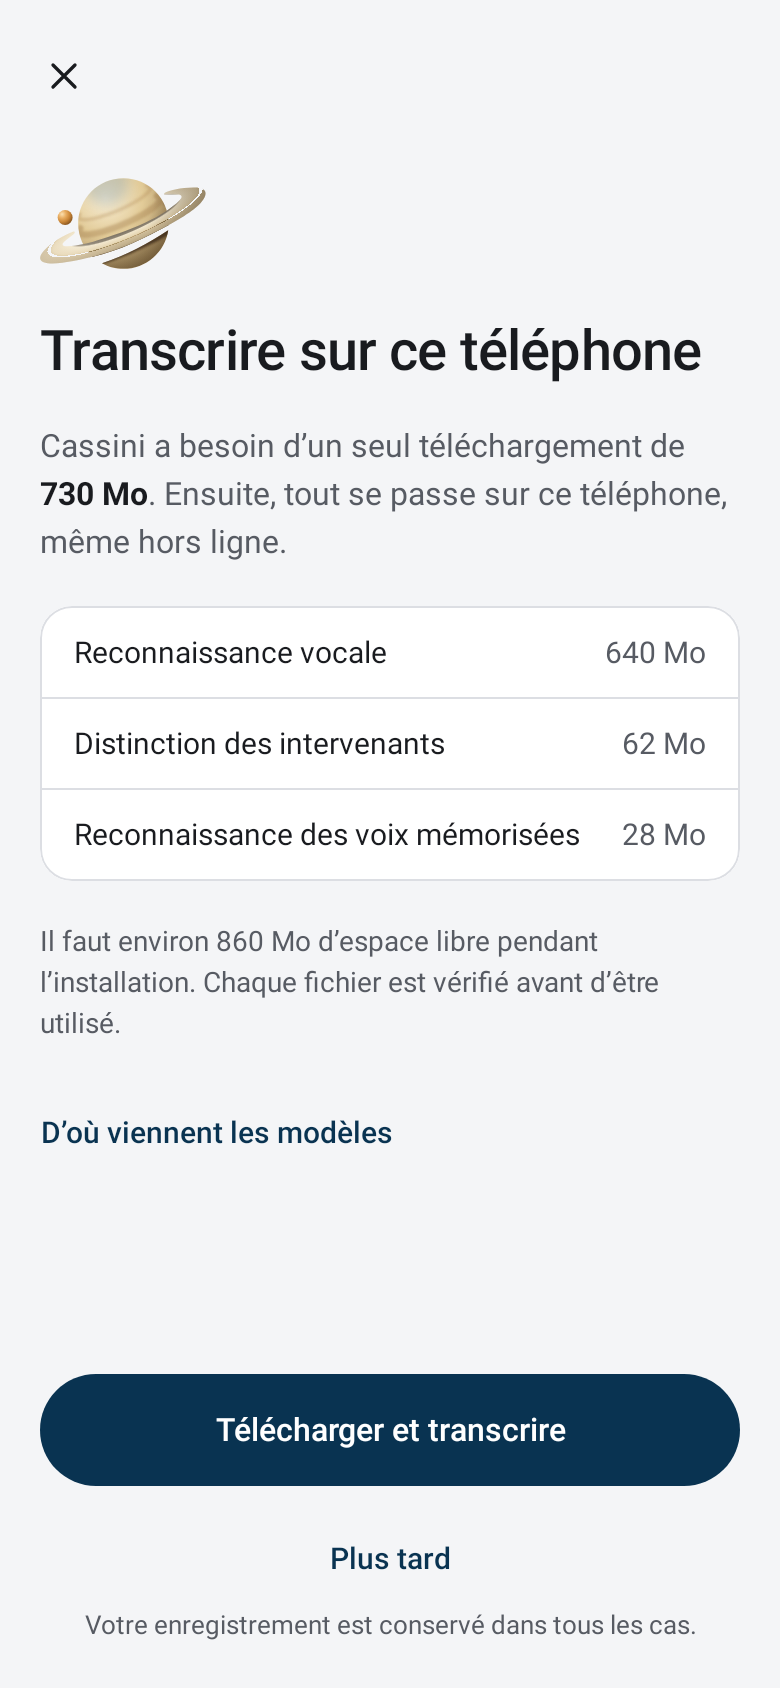 Transcrire sur ce téléphone
Cassini a besoin d’un seul téléchargement de
730 Mo. Ensuite, tout se passe sur ce téléphone,
même hors ligne.
Reconnaissance vocale 640 Mo
Distinction des intervenants 62 Mo
Reconnaissance des voix mémorisées 28 Mo
Il faut environ 860 Mo d’espace libre pendant
l’installation. Chaque fichier est vérifié avant d’être
utilisé.
D’où viennent les modèles
Télécharger et transcrire
Plus tard
Votre enregistrement est conservé dans tous les cas.